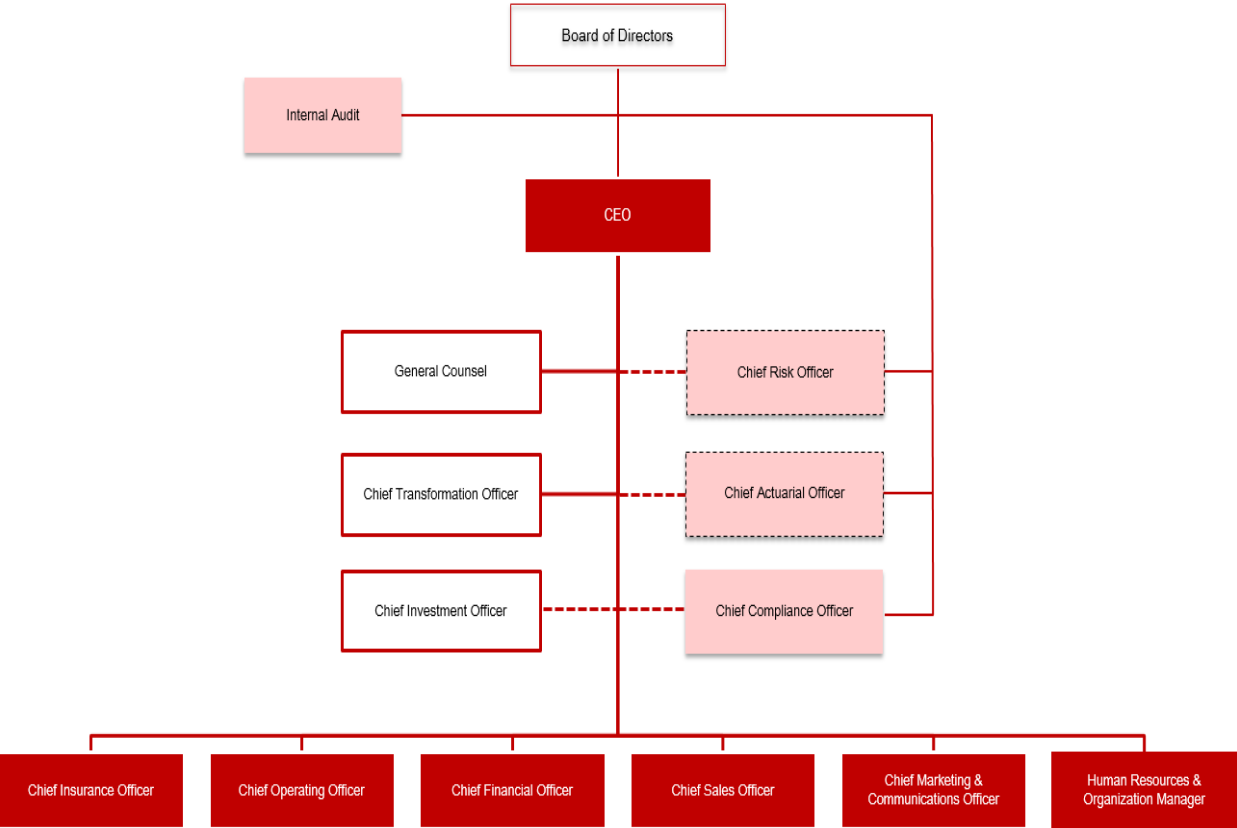 Board of Directors
Internal Audit
CEO
General Counsel
Chief Risk Officer
Chief Transformation Officer
Chief Actuarial Officer
Chief Investment Officer
Chief Compliance Officer
Chief Insurance Officer
Chief Operating Officer
Chief Financial Officer
Chief Sales Officer
Chief Marketing &
Communications Officer
Human Resources &
Organization Manager